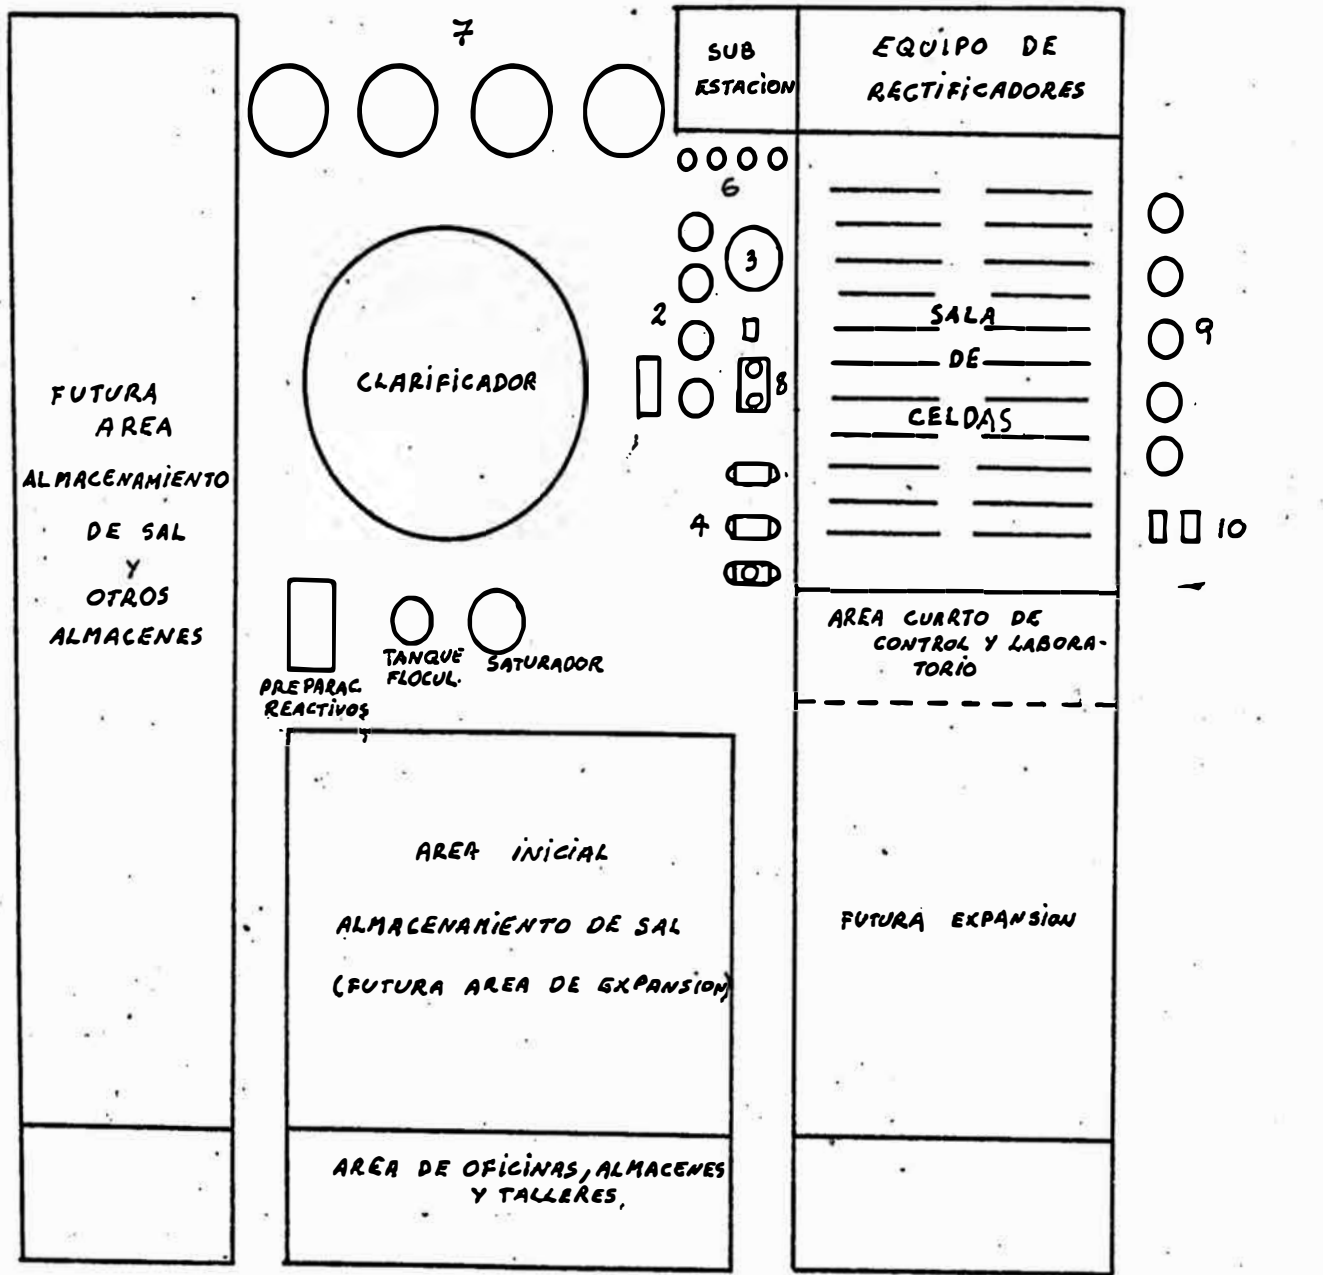 7
SUB
ESTACION
EQUIPO DE
RECTIFICADORES
6
3
2
8
9
SALA
DE
CELDAS
CLARIFICADOR
FUTURA
AREA
ALMACENAMIENTO
DE SAL
Y
OTROS
ALMACENES
4
10
TANQUE
FLOCUL.
SATURADOR
PREPARAC
REACTIVOS
AREA CUARTO DE
CONTROL Y LABORA-
TORIO
AREA INICIAL
ALMACENAMIENTO DE SAL
(FUTURA AREA DE EXPANSION)
FUTURA EXPANSION
AREA DE OFICINAS, ALMACENES
Y TALLERES.